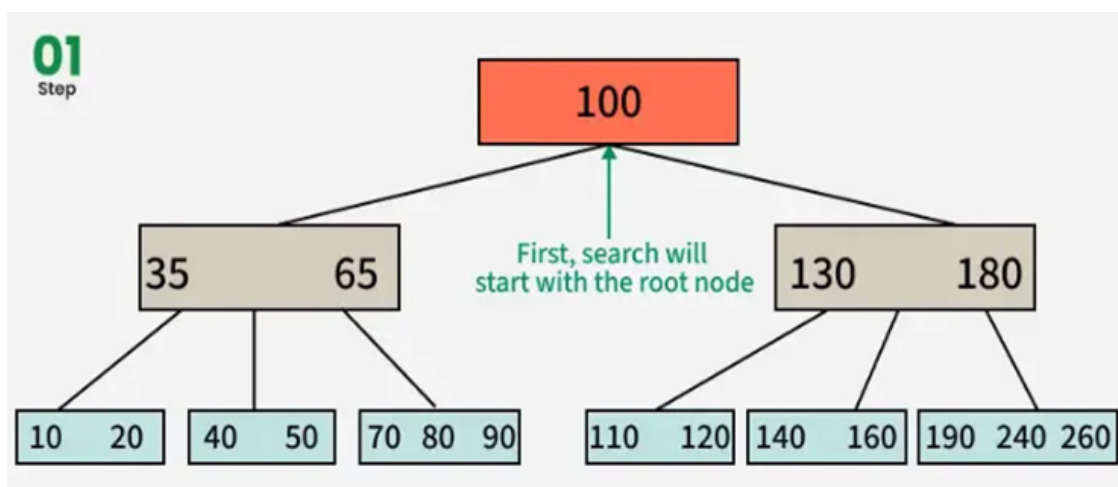 01
Step
100
First, search will
start with the root node
35 65
130 180
10 20
40 50
70 80 90
110 120
140 160
190 240 260